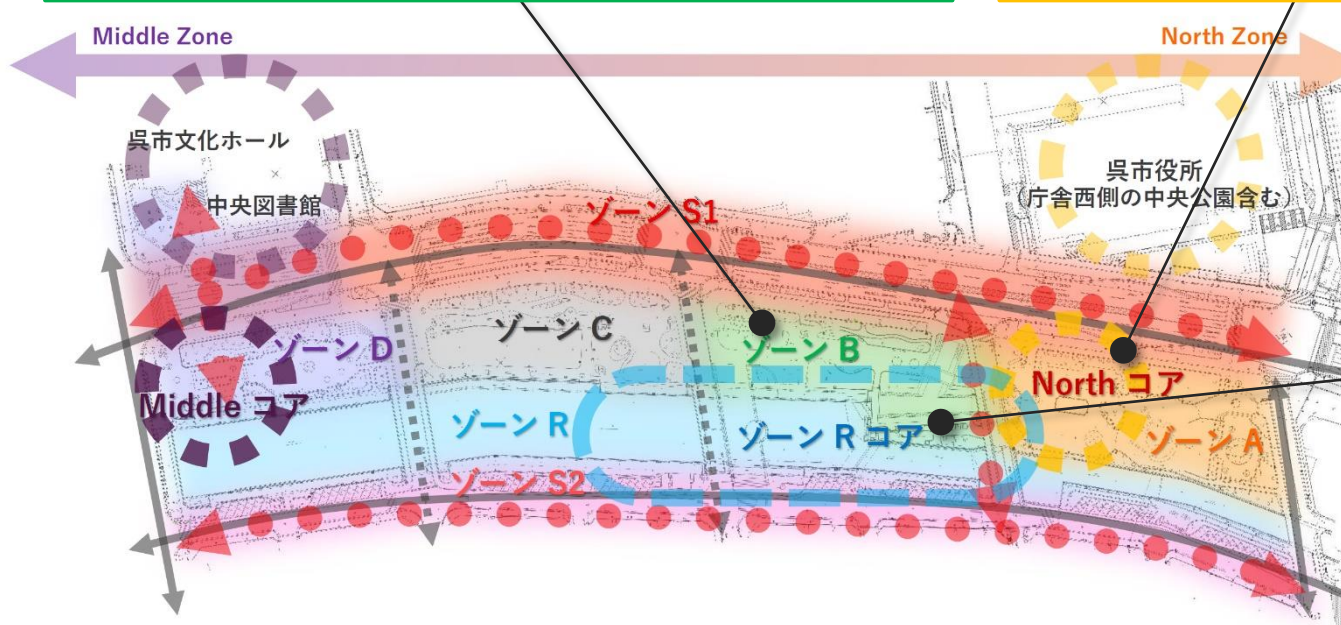 Middle Zone
North Zone
呉市文化ホール
中央図書館
呉市役所
（庁舎西側の中央公園含む）
ゾーン S1
ゾーン C
ゾーン B
ゾーン D
North コア
Middle コア
ゾーン R
ゾーン R コア
ゾーン A
ゾーン S2